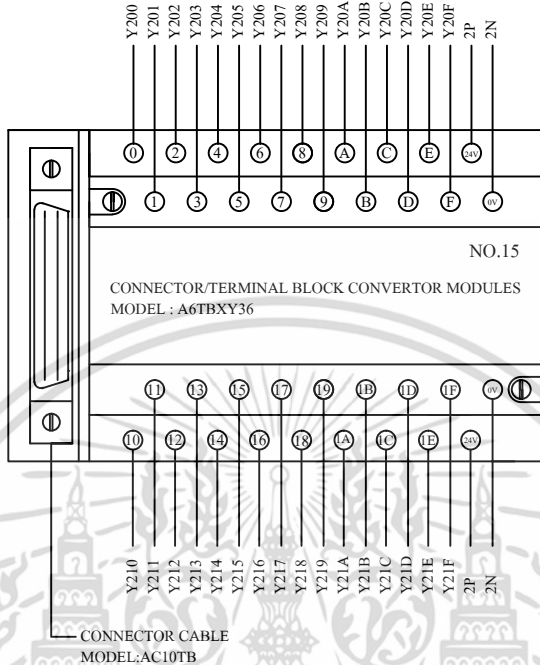 Y200 Y201 Y202 Y203 Y204 Y205 Y206 Y207 Y208 Y209 Y20A Y20B Y20C Y20D Y20E Y20F 2P 2N
0 2 4 6 8 A C E 24V
1 3 5 7 9 B D F 0V
NO.15
CONNECTOR/TERMINAL BLOCK CONVERTOR MODULES
MODEL : A6TBXY36
11 13 15 17 19 1B 1D 1F 0V
10 12 14 16 18 1A 1C 1E 24V
Y210 Y211 Y212 Y213 Y214 Y215 Y216 Y217 Y218 Y219 Y21A Y21B Y21C Y21D Y21E Y21F 2P 2N
CONNECTOR CABLE
MODEL:AC10TB